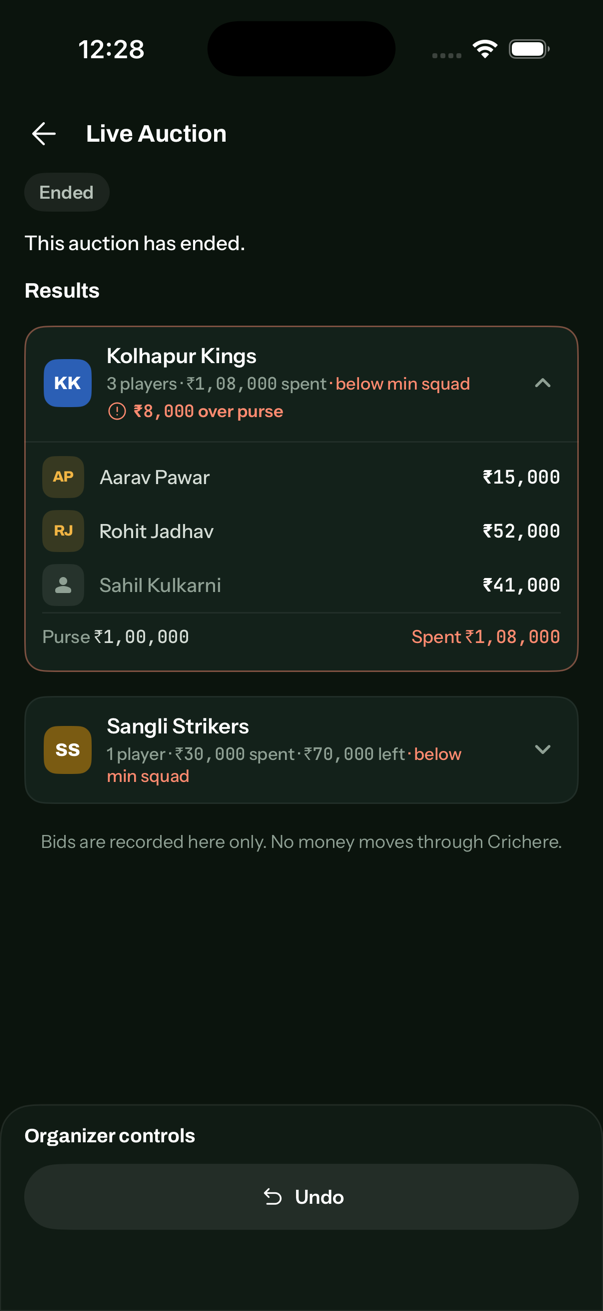 12:28
Live Auction
Ended
This auction has ended.
Results
KK
Kolhapur Kings
3 players · ₹1,08,000 spent · below min squad
₹8,000 over purse
AP Aarav Pawar ₹15,000
RJ Rohit Jadhav ₹52,000
Sahil Kulkarni ₹41,000
Purse ₹1,00,000 Spent ₹1,08,000
SS
Sangli Strikers
1 player · ₹30,000 spent · ₹70,000 left · below
min squad
Bids are recorded here only. No money moves through Crichere.
Organizer controls
Undo